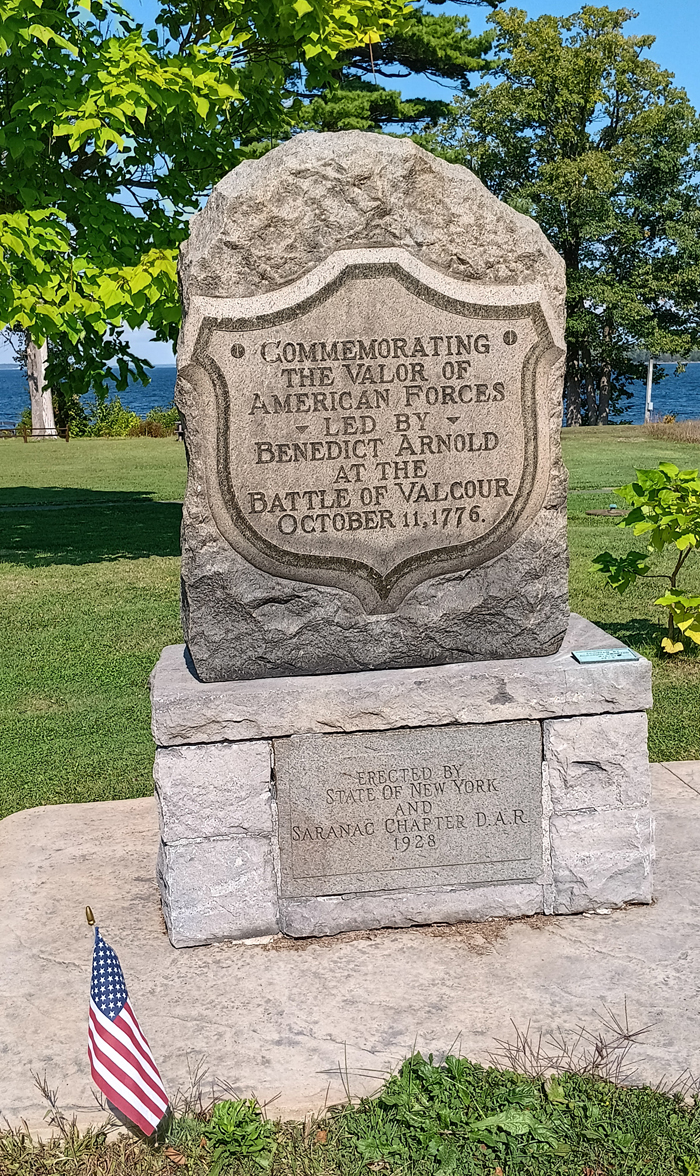 COMMEMORATING
THE VALOR OF
AMERICAN FORCES
LED BY
BENEDICT ARNOLD
AT THE
BATTLE OF VALCOUR
OCTOBER 11, 1776.
ERECTED BY
STATE OF NEW YORK
AND
SARANAC CHAPTER D.A.R.
1928